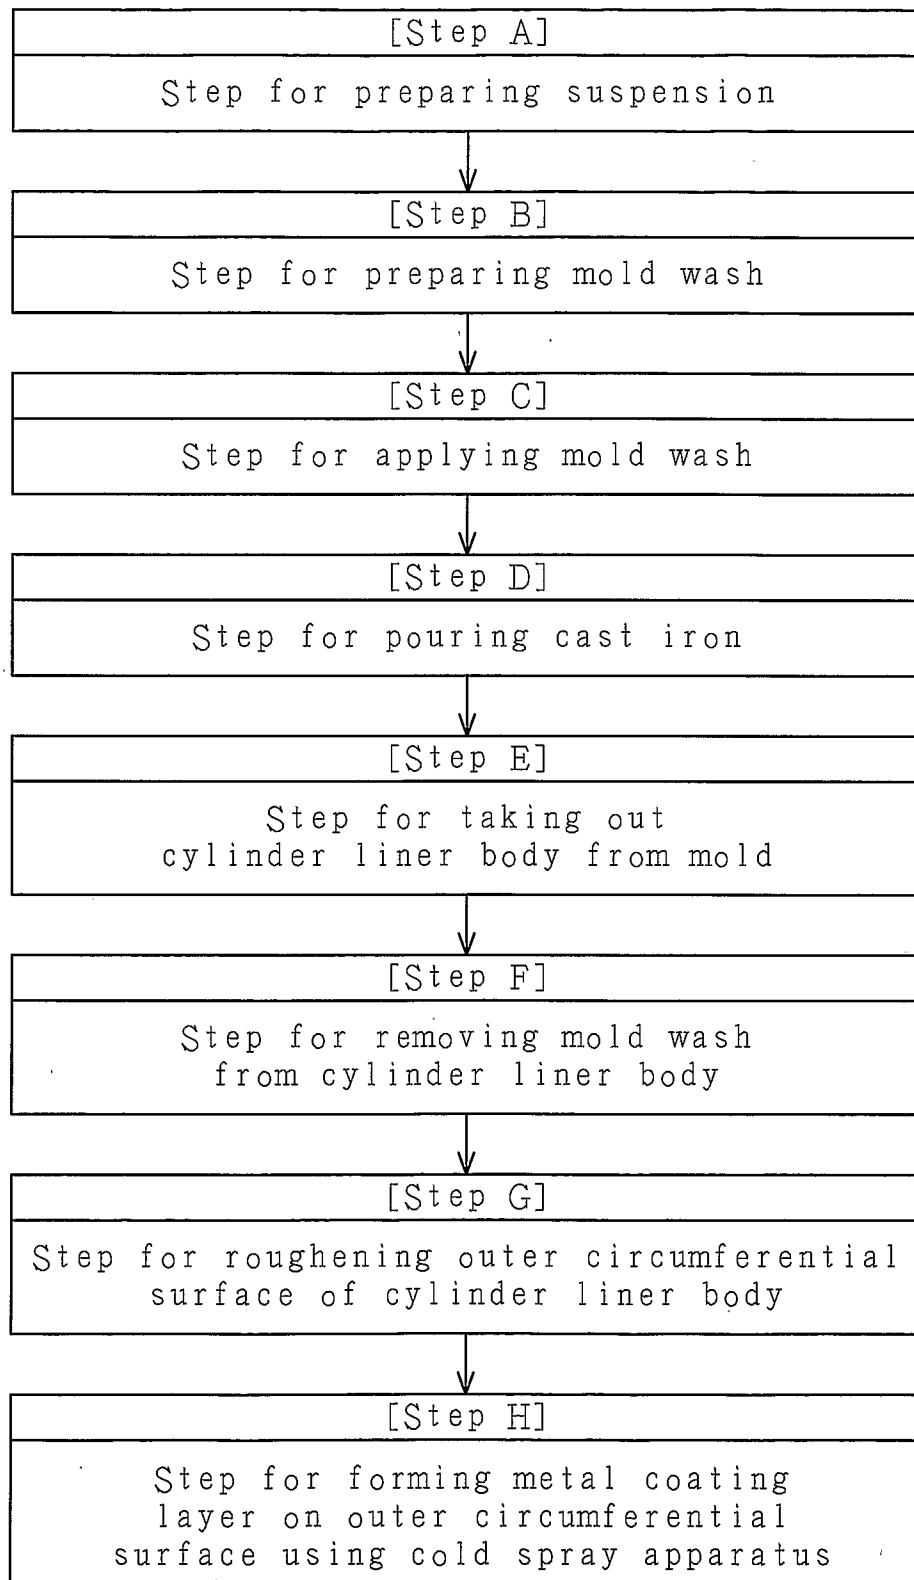 [Step A]
Step for preparing suspension
[Step B]
Step for preparing mold wash
[Step C]
Step for applying mold wash
[Step D]
Step for pouring cast iron
[Step E]
Step for taking out
cylinder liner body from mold
[Step F]
Step for removing mold wash
from cylinder liner body
[Step G]
Step for roughening outer circumferential
surface of cylinder liner body
[Step H]
Step for forming metal coating
layer on outer circumferential
surface using cold spray apparatus